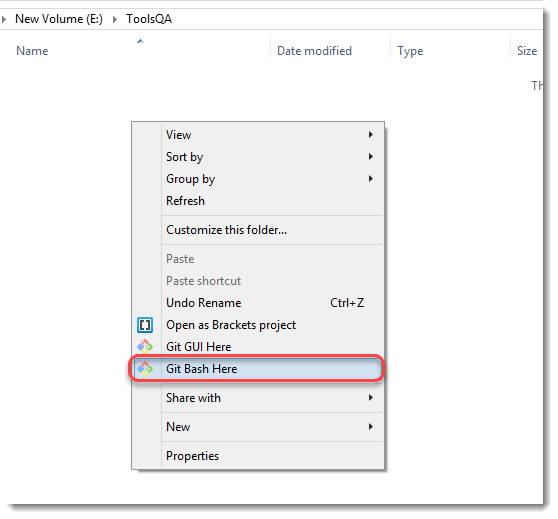 New Volume (E:) ToolsQA
Name Date modified Type Size
Th
View
Sort by
Group by
Refresh
Customize this folder...
Paste
Paste shortcut
Undo Rename Ctrl+Z
Open as Brackets project
Git GUI Here
Git Bash Here
Share with
New
Properties